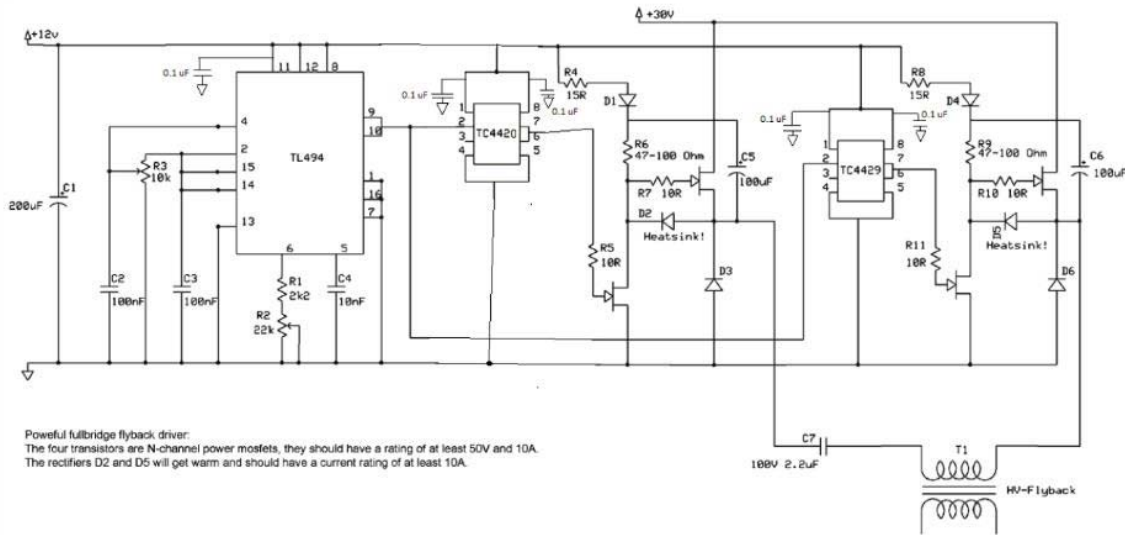 +12v
+30V
0.1 uF
11 12 8
4
2
15
14
13
9
10
1
16
7
6 5
TL494
R3
10k
C1
200uF
C2
100nF
C3
100nF
R1
2k2
R2
22k
C4
10nF
0.1 uF
0.1 uF
1
2
3
4
8
7
6
5
TC4420
R4
15R
D1
R6
47-100 Ohm
R7 10R
C5
100uF
D2
Heatsink!
R5
10R
D3
0.1 uF
0.1 uF
1
2
3
4
8
7
6
5
TC4429
R8
15R
D4
R9
47-100 Ohm
R10 10R
C6
100uF
D5
Heatsink!
R11
10R
D6
C7
100V 2.2uF
T1
HV-Flyback
Poweful fullbridge flyback driver:
The four transistors are N-channel power mosfets, they should have a rating of at least 50V and 10A.
The rectifiers D2 and D5 will get warm and should have a current rating of at least 10A.